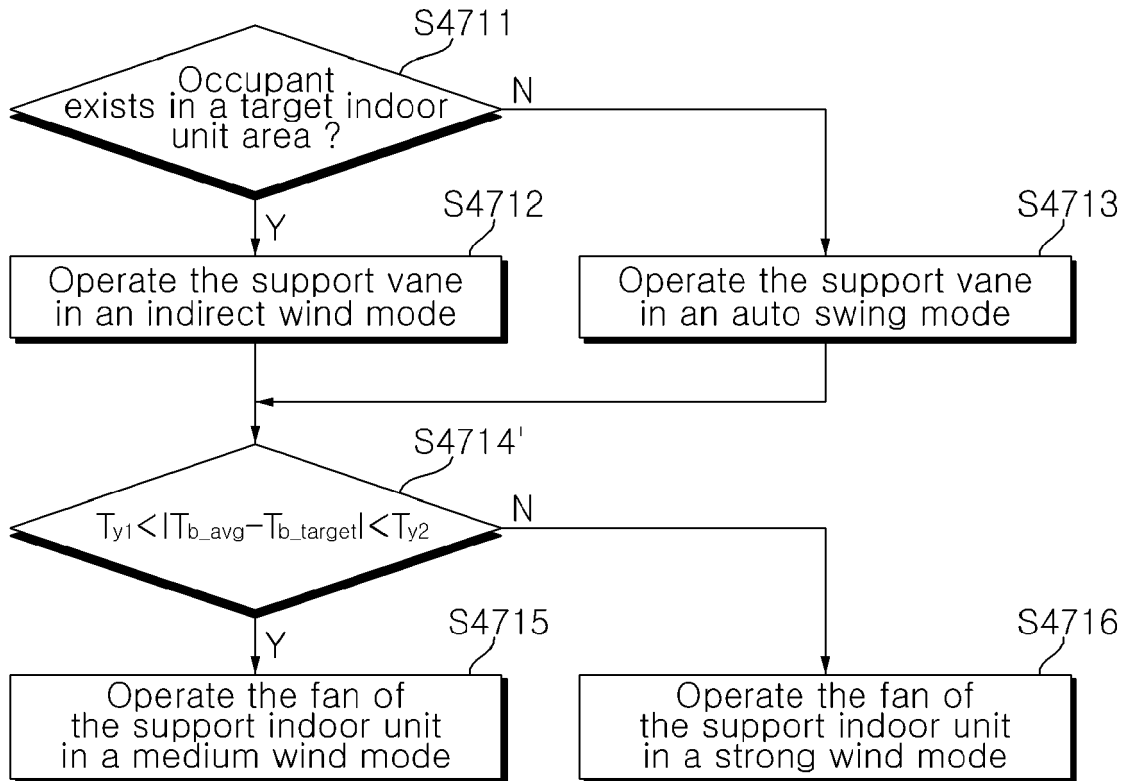 S4711
Occupant
exists in a target indoor
unit area ?
N
Y
S4712
S4713
Operate the support vane
in an indirect wind mode
Operate the support vane
in an auto swing mode
S4714'
Ty1<|Tb_avg-Tb_target|<Ty2
N
Y
S4715
S4716
Operate the fan of
the support indoor unit
in a medium wind mode
Operate the fan of
the support indoor unit
in a strong wind mode